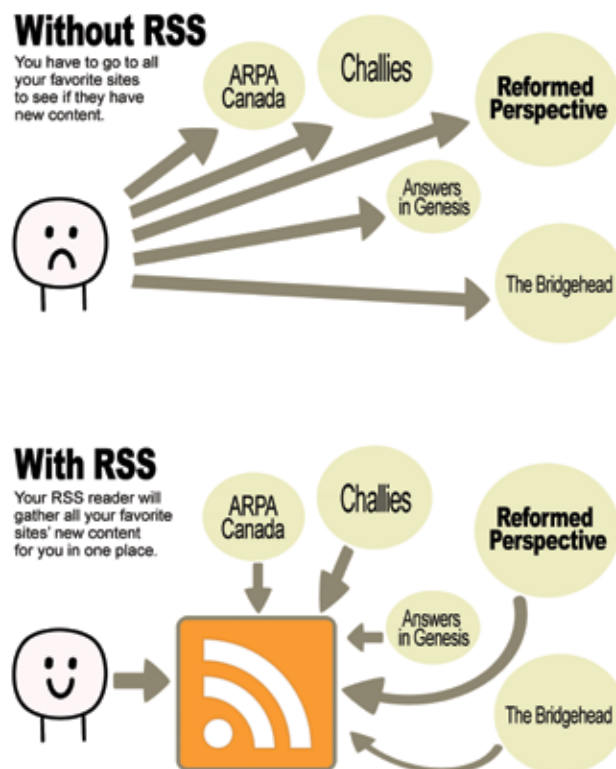 Without RSS
You have to go to all
your favorite sites
to see if they have
new content.
ARPA
Canada
Challies
Reformed
Perspective
Answers
in Genesis
The Bridgehead
With RSS
Your RSS reader will
gather all your favorite
sites' new content
for you in one place.
ARPA
Canada
Challies
Reformed
Perspective
Answers
in Genesis
The Bridgehead